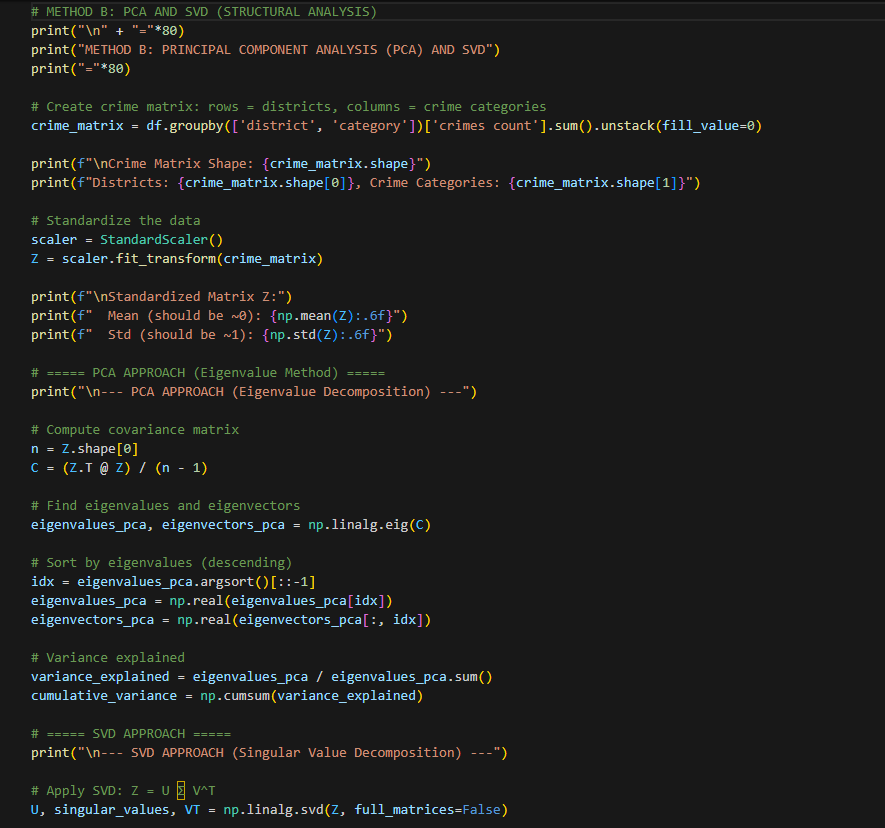 # METHOD B: PCA AND SVD (STRUCTURAL ANALYSIS)
print("\n" + "="*80)
print("METHOD B: PRINCIPAL COMPONENT ANALYSIS (PCA) AND SVD")
print("="*80)
# Create crime matrix: rows = districts, columns = crime categories
crime_matrix = df.groupby(['district', 'category'])['crimes count'].sum().unstack(fill_value=0)
print(f"\nCrime Matrix Shape: {crime_matrix.shape}")
print(f"Districts: {crime_matrix.shape[0]}, Crime Categories: {crime_matrix.shape[1]}")
# Standardize the data
scaler = StandardScaler()
Z = scaler.fit_transform(crime_matrix)
print(f"\nStandardized Matrix Z:")
print(f"  Mean (should be ~0): {np.mean(Z):.6f}")
print(f"  Std (should be ~1): {np.std(Z):.6f}")
# ===== PCA APPROACH (Eigenvalue Method) =====
print("\n--- PCA APPROACH (Eigenvalue Decomposition) ---")
# Compute covariance matrix
n = Z.shape[0]
C = (Z.T @ Z) / (n - 1)
# Find eigenvalues and eigenvectors
eigenvalues_pca, eigenvectors_pca = np.linalg.eig(C)
# Sort by eigenvalues (descending)
idx = eigenvalues_pca.argsort()[::-1]
eigenvalues_pca = np.real(eigenvalues_pca[idx])
eigenvectors_pca = np.real(eigenvectors_pca[:, idx])
# Variance explained
variance_explained = eigenvalues_pca / eigenvalues_pca.sum()
cumulative_variance = np.cumsum(variance_explained)
# ===== SVD APPROACH =====
print("\n--- SVD APPROACH (Singular Value Decomposition) ---")
# Apply SVD: Z = U Σ V^T
U, singular_values, VT = np.linalg.svd(Z, full_matrices=False)